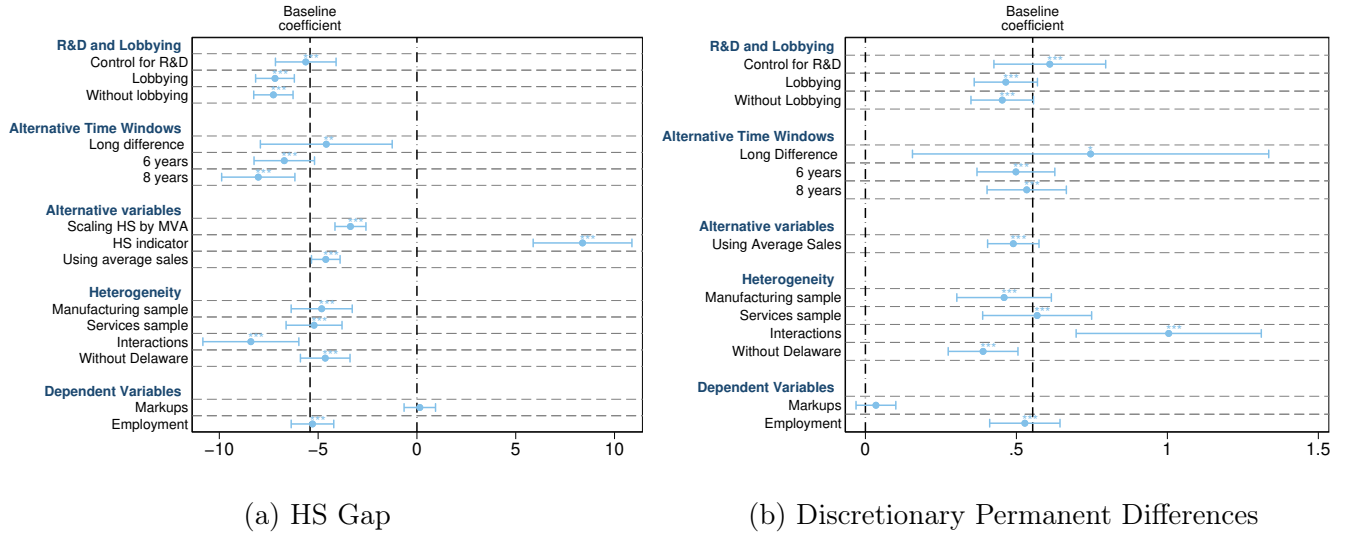 Baseline
coefficient
R&D and Lobbying
Control for R&D
***
Lobbying
***
Without lobbying
***
Alternative Time Windows
Long difference
**
6 years
***
8 years
***
Alternative variables
Scaling HS by MVA
***
HS indicator
***
Using average sales
***
Heterogeneity
Manufacturing sample
***
Services sample
***
Interactions
***
Without Delaware
***
Dependent Variables
Markups
Employment
***
−10 −5 0 5 10
(a) HS Gap
Baseline
coefficient
R&D and Lobbying
Control for R&D
***
Lobbying
***
Without Lobbying
***
Alternative Time Windows
Long Difference
*
6 years
***
8 years
***
Alternative variables
Using Average Sales
***
Heterogeneity
Manufacturing sample
***
Services sample
***
Interactions
***
Without Delaware
***
Dependent Variables
Markups
Employment
***
0 .5 1 1.5
(b) Discretionary Permanent Differences